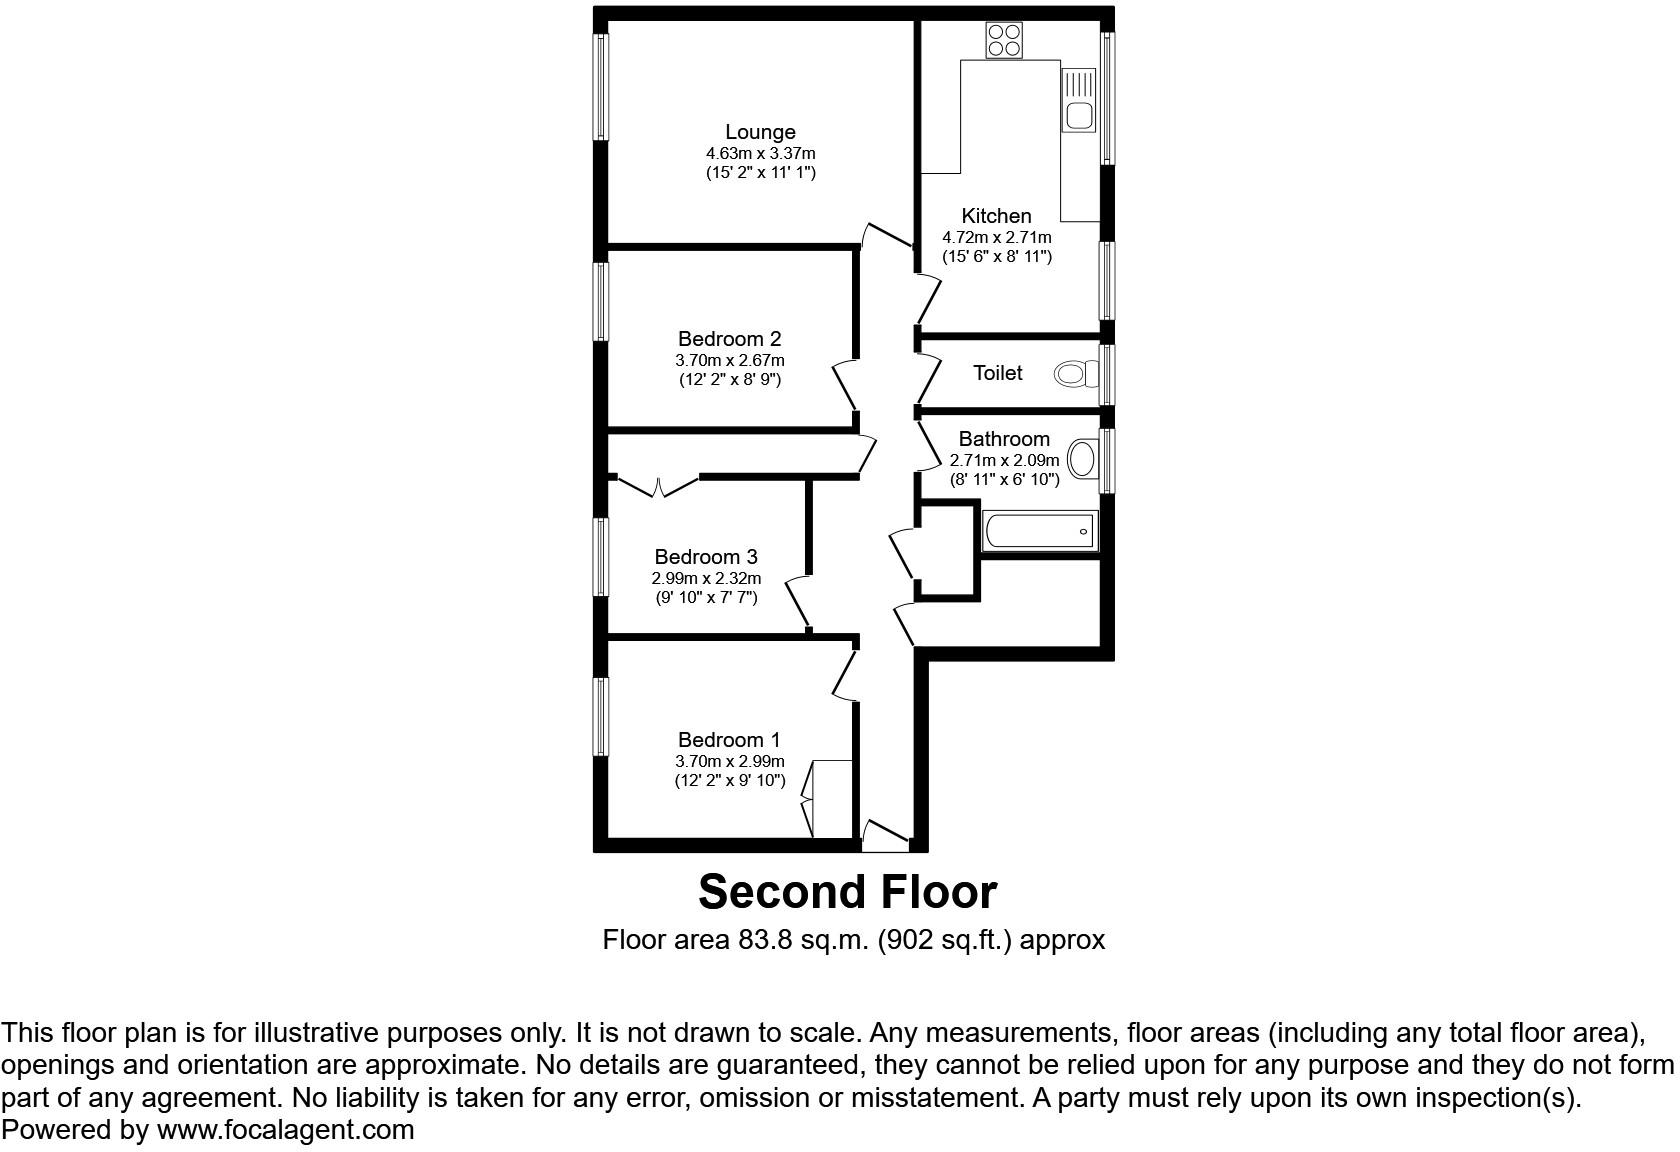 Lounge
4.63m x 3.37m
(15' 2" x 11' 1")
Kitchen
4.72m x 2.71m
(15' 6" x 8' 11")
Bedroom 2
3.70m x 2.67m
(12' 2" x 8' 9")
Toilet
Bathroom
2.71m x 2.09m
(8' 11" x 6' 10")
Bedroom 3
2.99m x 2.32m
(9' 10" x 7' 7")
Bedroom 1
3.70m x 2.99m
(12' 2" x 9' 10")
Second Floor
Floor area 83.8 sq.m. (902 sq.ft.) approx
This floor plan is for illustrative purposes only. It is not drawn to scale. Any measurements, floor areas (including any total floor area),
openings and orientation are approximate. No details are guaranteed, they cannot be relied upon for any purpose and they do not form
part of any agreement. No liability is taken for any error, omission or misstatement. A party must rely upon its own inspection(s).
Powered by www.focalagent.com